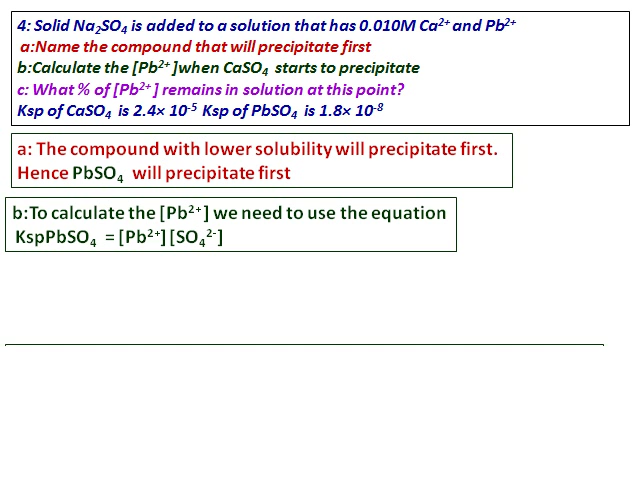 4: Solid Na₂SO₄ is added to a solution that has 0.010M Ca²⁺ and Pb²⁺
a:Name the compound that will precipitate first
b:Calculate the [Pb²⁺]when CaSO₄ starts to precipitate
c: What % of [Pb²⁺] remains in solution at this point?
Ksp of CaSO₄ is 2.4× 10⁻⁵ Ksp of PbSO₄ is 1.8× 10⁻⁸
a: The compound with lower solubility will precipitate first.
Hence PbSO₄ will precipitate first
b:To calculate the [Pb²⁺] we need to use the equation
KspPbSO₄ = [Pb²⁺][SO₄²⁻]